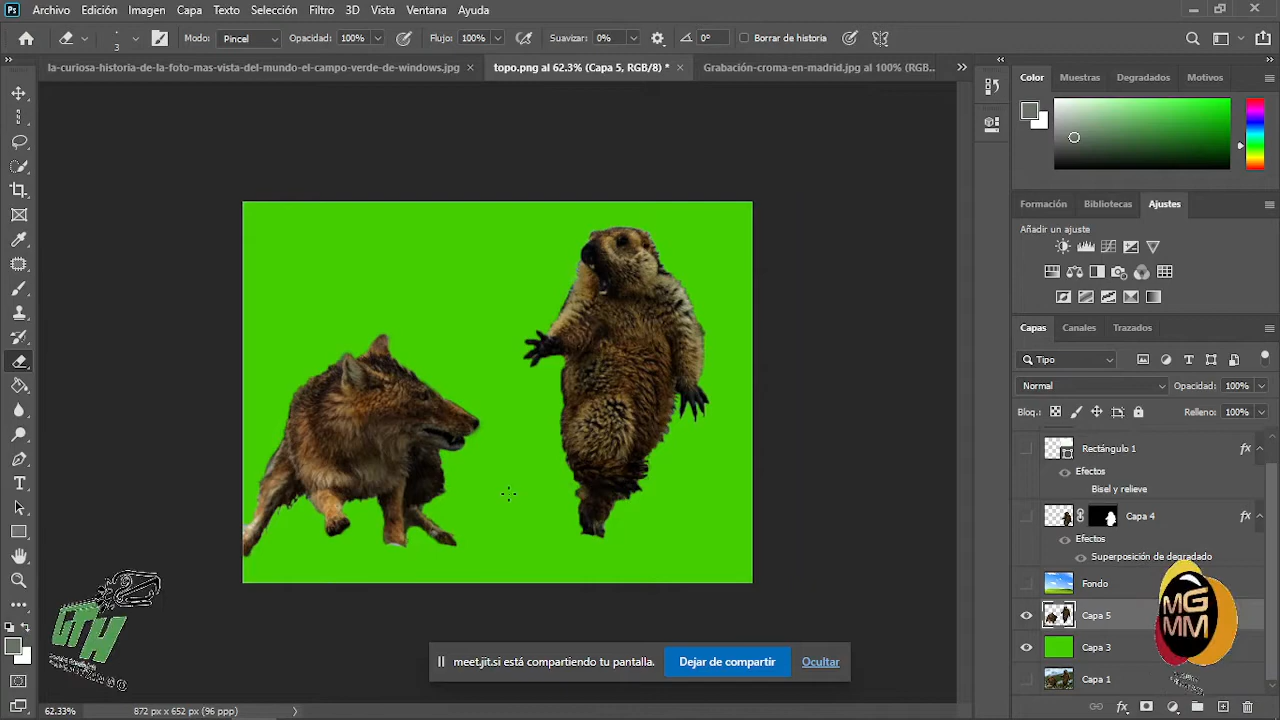 Ps Archivo Edición Imagen Capa Texto Selección Filtro 3D Vista Ventana Ayuda
3 Modo: Pincel Opacidad: 100% Flujo: 100% Suavizar: 0% 0° Borrar de historia
la-curiosa-historia-de-la-foto-mas-vista-del-mundo-el-campo-verde-de-windows.jpg × topo.png al 62.3% (Capa 5, RGB/8) * × Grabación-croma-en-madrid.jpg al 100% (RGB...
Color Muestras Degradados Motivos
Formación Bibliotecas Ajustes
Añadir un ajuste
Capas Canales Trazados
Tipo
Normal Opacidad: 100%
Bloq.: Relleno: 100%
Rectángulo 1 fx
Efectos
Bisel y relieve
Capa 4 fx
Efectos
Superposición de degradado
Fondo
Capa 5
Capa 3
Capa 1
GTH
MG
MM
meet.jit.si está compartiendo tu pantalla. Dejar de compartir Ocultar
62.33% 872 px x 652 px (96 ppp)